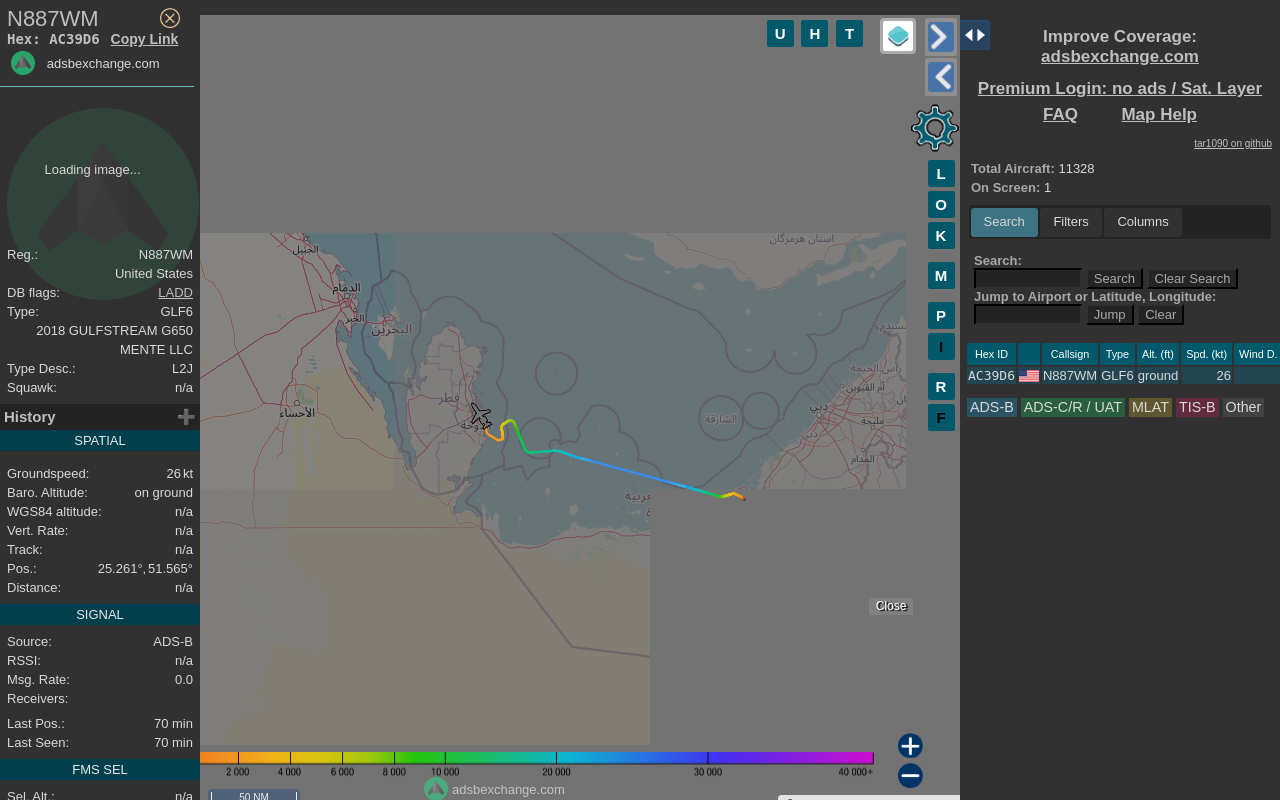 N887WM
Hex: AC39D6 Copy Link
adsbexchange.com
Loading image...
Reg.: N887WM
United States
DB flags: LADD
Type: GLF6
2018 GULFSTREAM G650
MENTE LLC
Type Desc.: L2J
Squawk: n/a
History
SPATIAL
Groundspeed: 26 kt
Baro. Altitude: on ground
WGS84 altitude: n/a
Vert. Rate: n/a
Track: n/a
Pos.: 25.261°, 51.565°
Distance: n/a
SIGNAL
Source: ADS-B
RSSI: n/a
Msg. Rate: 0.0
Receivers:
Last Pos.: 70 min
Last Seen: 70 min
FMS SEL
Sel. Alt.: n/a
U H T
L
O
K
M
P
I
R
F
استان هرمزگان
الجبيل
الدمام
الخبر
البحرين
قطر
الأحساء
رأس الخيمة
أم القيوين
دبي
الشارقة
مليحة
دبي
المدام
Close
2 000 4 000 6 000 8 000 10 000 20 000 30 000 40 000+
adsbexchange.com
50 NM
Improve Coverage:
adsbexchange.com
Premium Login: no ads / Sat. Layer
FAQ Map Help
tar1090 on github
Total Aircraft: 11328
On Screen: 1
Search Filters Columns
Search:
Search Clear Search
Jump to Airport or Latitude, Longitude:
Jump Clear
Hex ID Callsign Type Alt. (ft) Spd. (kt) Wind D.
AC39D6 N887WM GLF6 ground 26
ADS-B ADS-C/R / UAT MLAT TIS-B Other